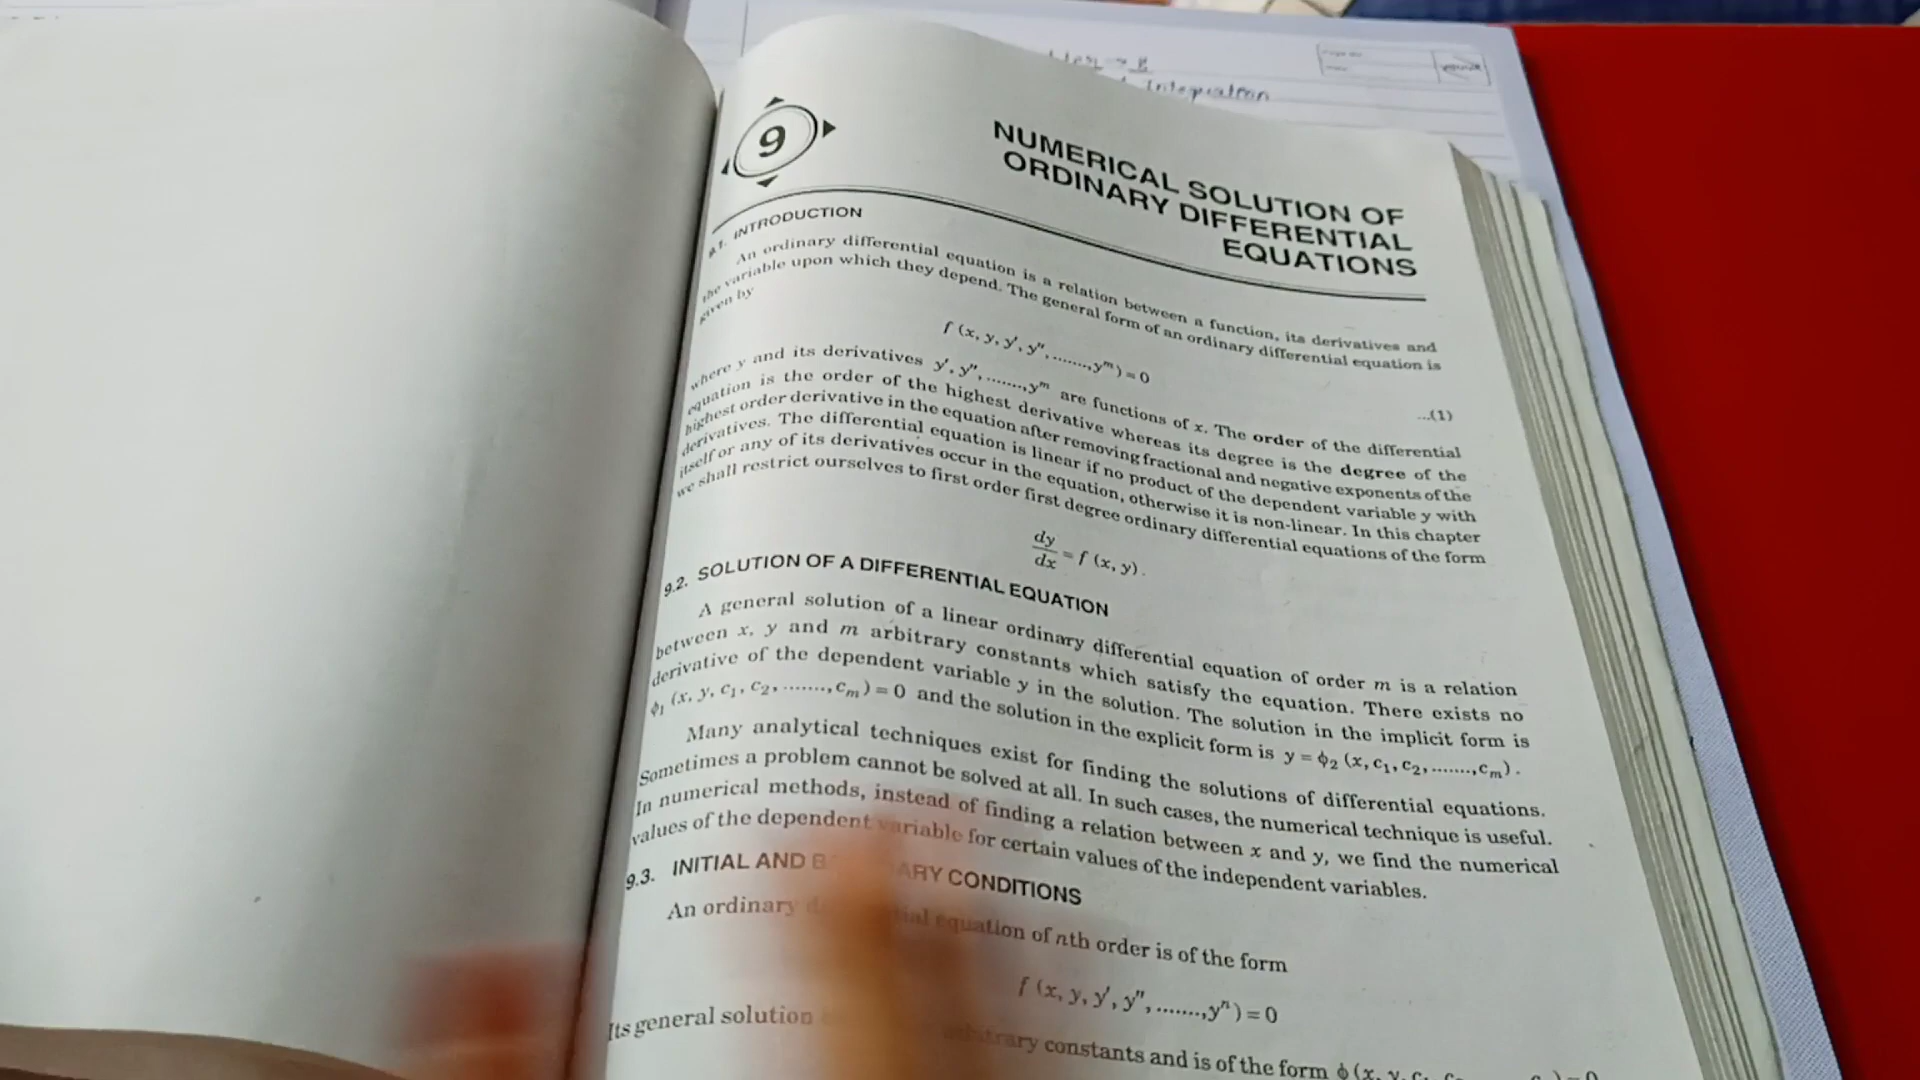 Integration
9
NUMERICAL SOLUTION OF
ORDINARY DIFFERENTIAL
EQUATIONS
9.1. INTRODUCTION
An ordinary differential equation is a relation between a function, its derivatives and
the variable upon which they depend. The general form of an ordinary differential equation is
given by
f (x, y, y′, y″, ........, yᵐ) = 0 ...(1)
where y and its derivatives y′, y″, ........, yᵐ are functions of x. The order of the differential
equation is the order of the highest derivative whereas its degree is the degree of the
highest order derivative in the equation after removing fractional and negative exponents of the
derivatives. The differential equation is linear if no product of the dependent variable y with
itself or any of its derivatives occur in the equation, otherwise it is non-linear. In this chapter
we shall restrict ourselves to first order first degree ordinary differential equations of the form
dy/dx = f (x, y).
9.2. SOLUTION OF A DIFFERENTIAL EQUATION
A general solution of a linear ordinary differential equation of order m is a relation
between x, y and m arbitrary constants which satisfy the equation. There exists no
derivative of the dependent variable y in the solution. The solution in the implicit form is
ϕ₁ (x, y, c₁, c₂, ........, cₘ) = 0 and the solution in the explicit form is y = ϕ₂ (x, c₁, c₂, ........, cₘ).
Many analytical techniques exist for finding the solutions of differential equations.
Sometimes a problem cannot be solved at all. In such cases, the numerical technique is useful.
In numerical methods, instead of finding a relation between x and y, we find the numerical
values of the dependent variable for certain values of the independent variables.
9.3. INITIAL AND CONDITIONS
An ordinary equation of nth order is of the form
f (x, y, y′, y″, ........, yⁿ) = 0
Its general solution arbitrary constants and is of the form ϕ (x, y, c₁,